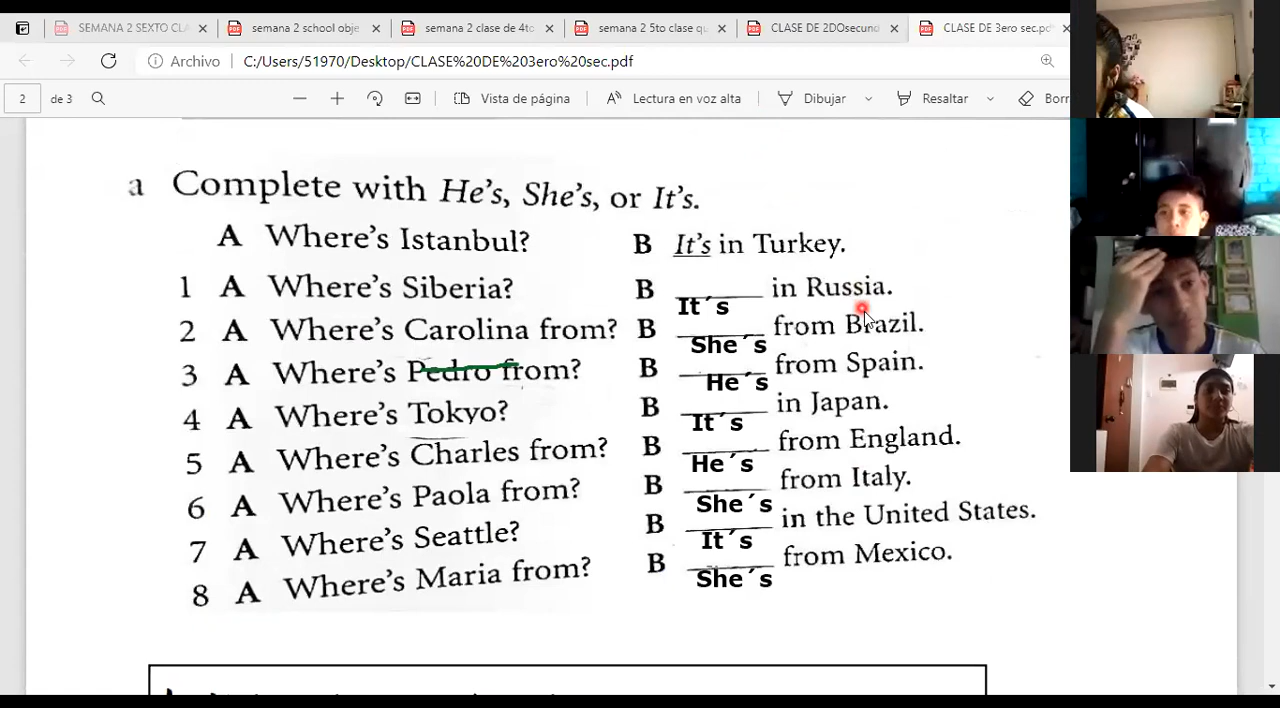 SEMANA 2 SEXTO CLA
semana 2 school obje
semana 2 clase de 4to
semana 2 5to clase qu
CLASE DE 2DOsecund
CLASE DE 3ero sec.pd
Archivo C:/Users/51970/Desktop/CLASE%20DE%203ero%20sec.pdf
2 de 3 Vista de página Lectura en voz alta Dibujar Resaltar Borr
a Complete with He's, She's, or It's.
A Where's Istanbul? B It's in Turkey.
1 A Where's Siberia? B It´s in Russia.
2 A Where's Carolina from? B She´s from Brazil.
3 A Where's Pedro from? B He´s from Spain.
4 A Where's Tokyo? B It´s in Japan.
5 A Where's Charles from? B He´s from England.
6 A Where's Paola from? B She´s from Italy.
7 A Where's Seattle? B It´s in the United States.
8 A Where's Maria from? B She´s from Mexico.